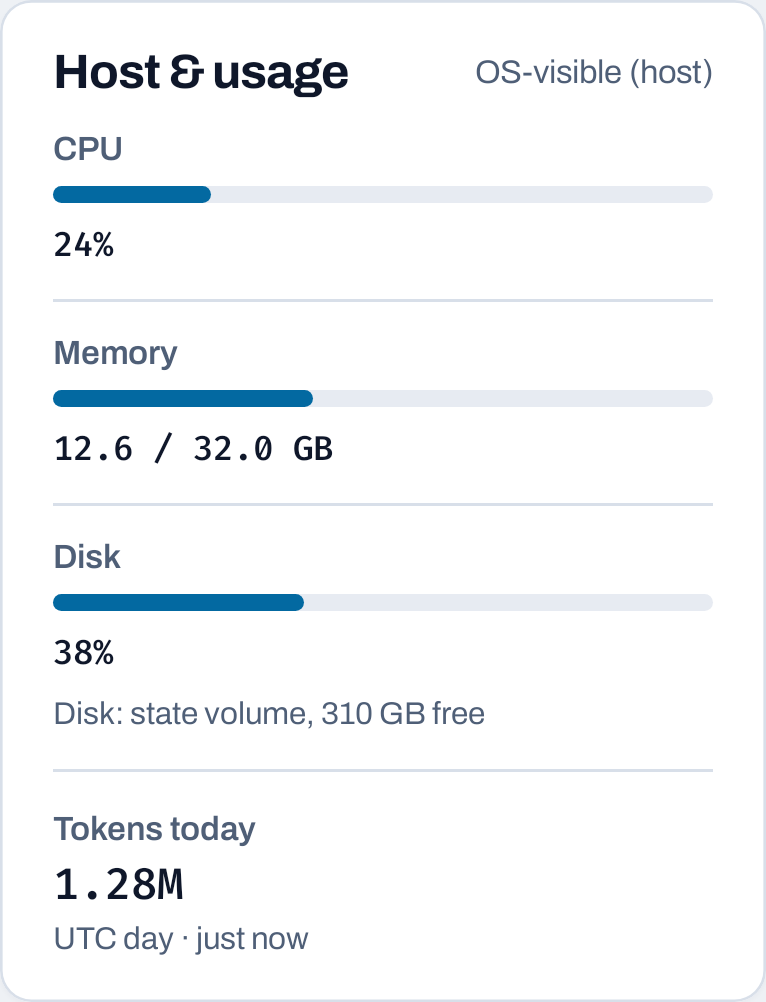 Host & usage
OS-visible (host)
CPU
24%
Memory
12.6 / 32.0 GB
Disk
38%
Disk: state volume, 310 GB free
Tokens today
1.28M
UTC day · just now